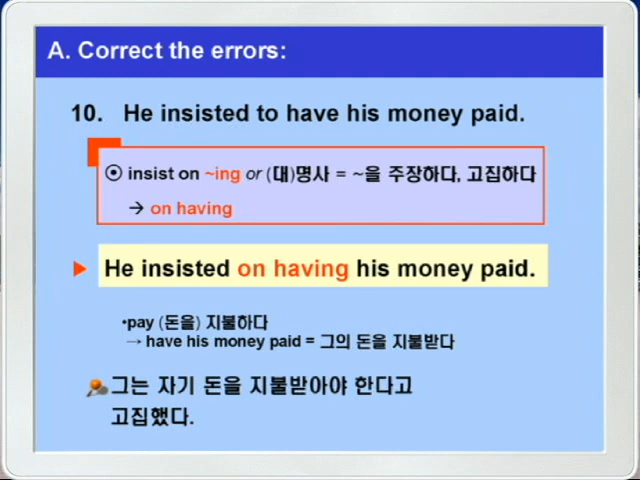 A. Correct the errors:
10. He insisted to have his money paid.
⊙ insist on ~ing or (대)명사 = ~을 주장하다, 고집하다
→ on having
▶ He insisted on having his money paid.
•pay (돈을) 지불하다
→ have his money paid = 그의 돈을 지불받다
그는 자기 돈을 지불받아야 한다고
고집했다.